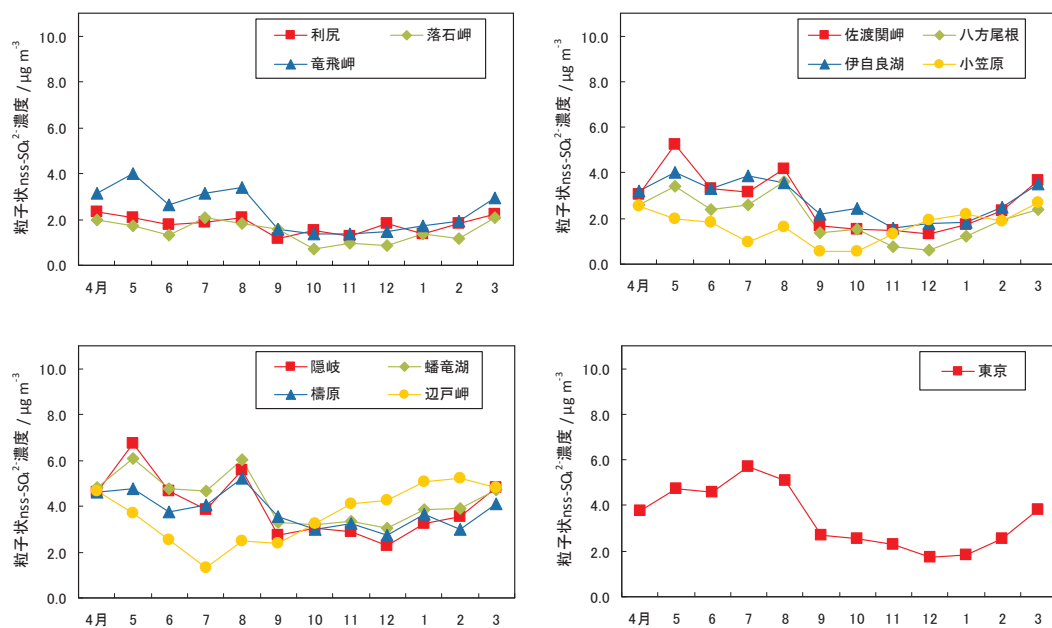 粒子状nss-SO₄²⁻濃度 / μg m⁻³
10.0
8.0
6.0
4.0
2.0
0.0
利尻 落石岬
竜飛岬
4月 5 6 7 8 9 10 11 12 1 2 3
粒子状nss-SO₄²⁻濃度 / μg m⁻³
10.0
8.0
6.0
4.0
2.0
0.0
佐渡関岬 八方尾根
伊自良湖 小笠原
4月 5 6 7 8 9 10 11 12 1 2 3
粒子状nss-SO₄²⁻濃度 / μg m⁻³
10.0
8.0
6.0
4.0
2.0
0.0
隠岐 蟠竜湖
檮原 辺戸岬
4月 5 6 7 8 9 10 11 12 1 2 3
粒子状nss-SO₄²⁻濃度 / μg m⁻³
10.0
8.0
6.0
4.0
2.0
0.0
東京
4月 5 6 7 8 9 10 11 12 1 2 3